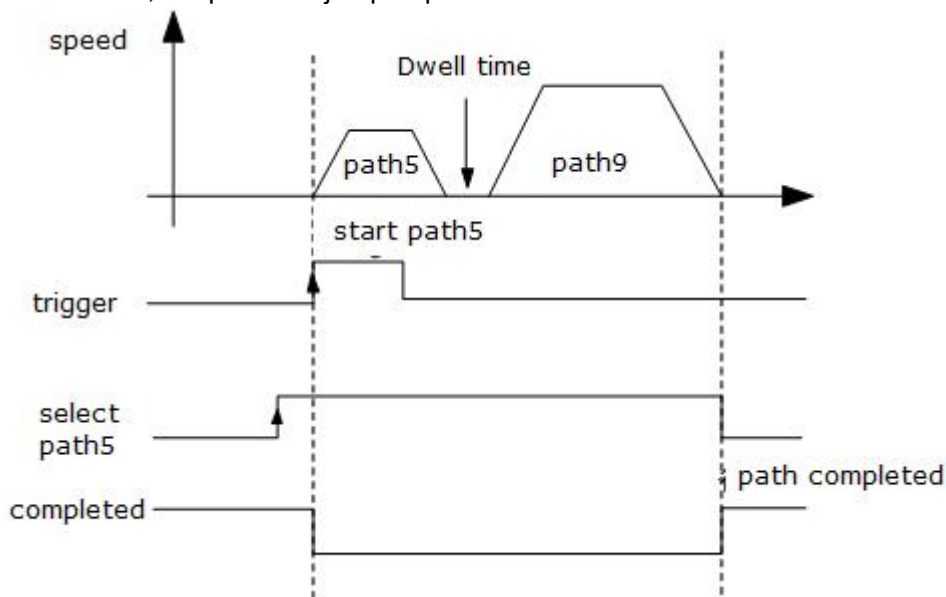 speed
Dwell time
path5
path9
start path5
trigger
select
path5
path completed
completed